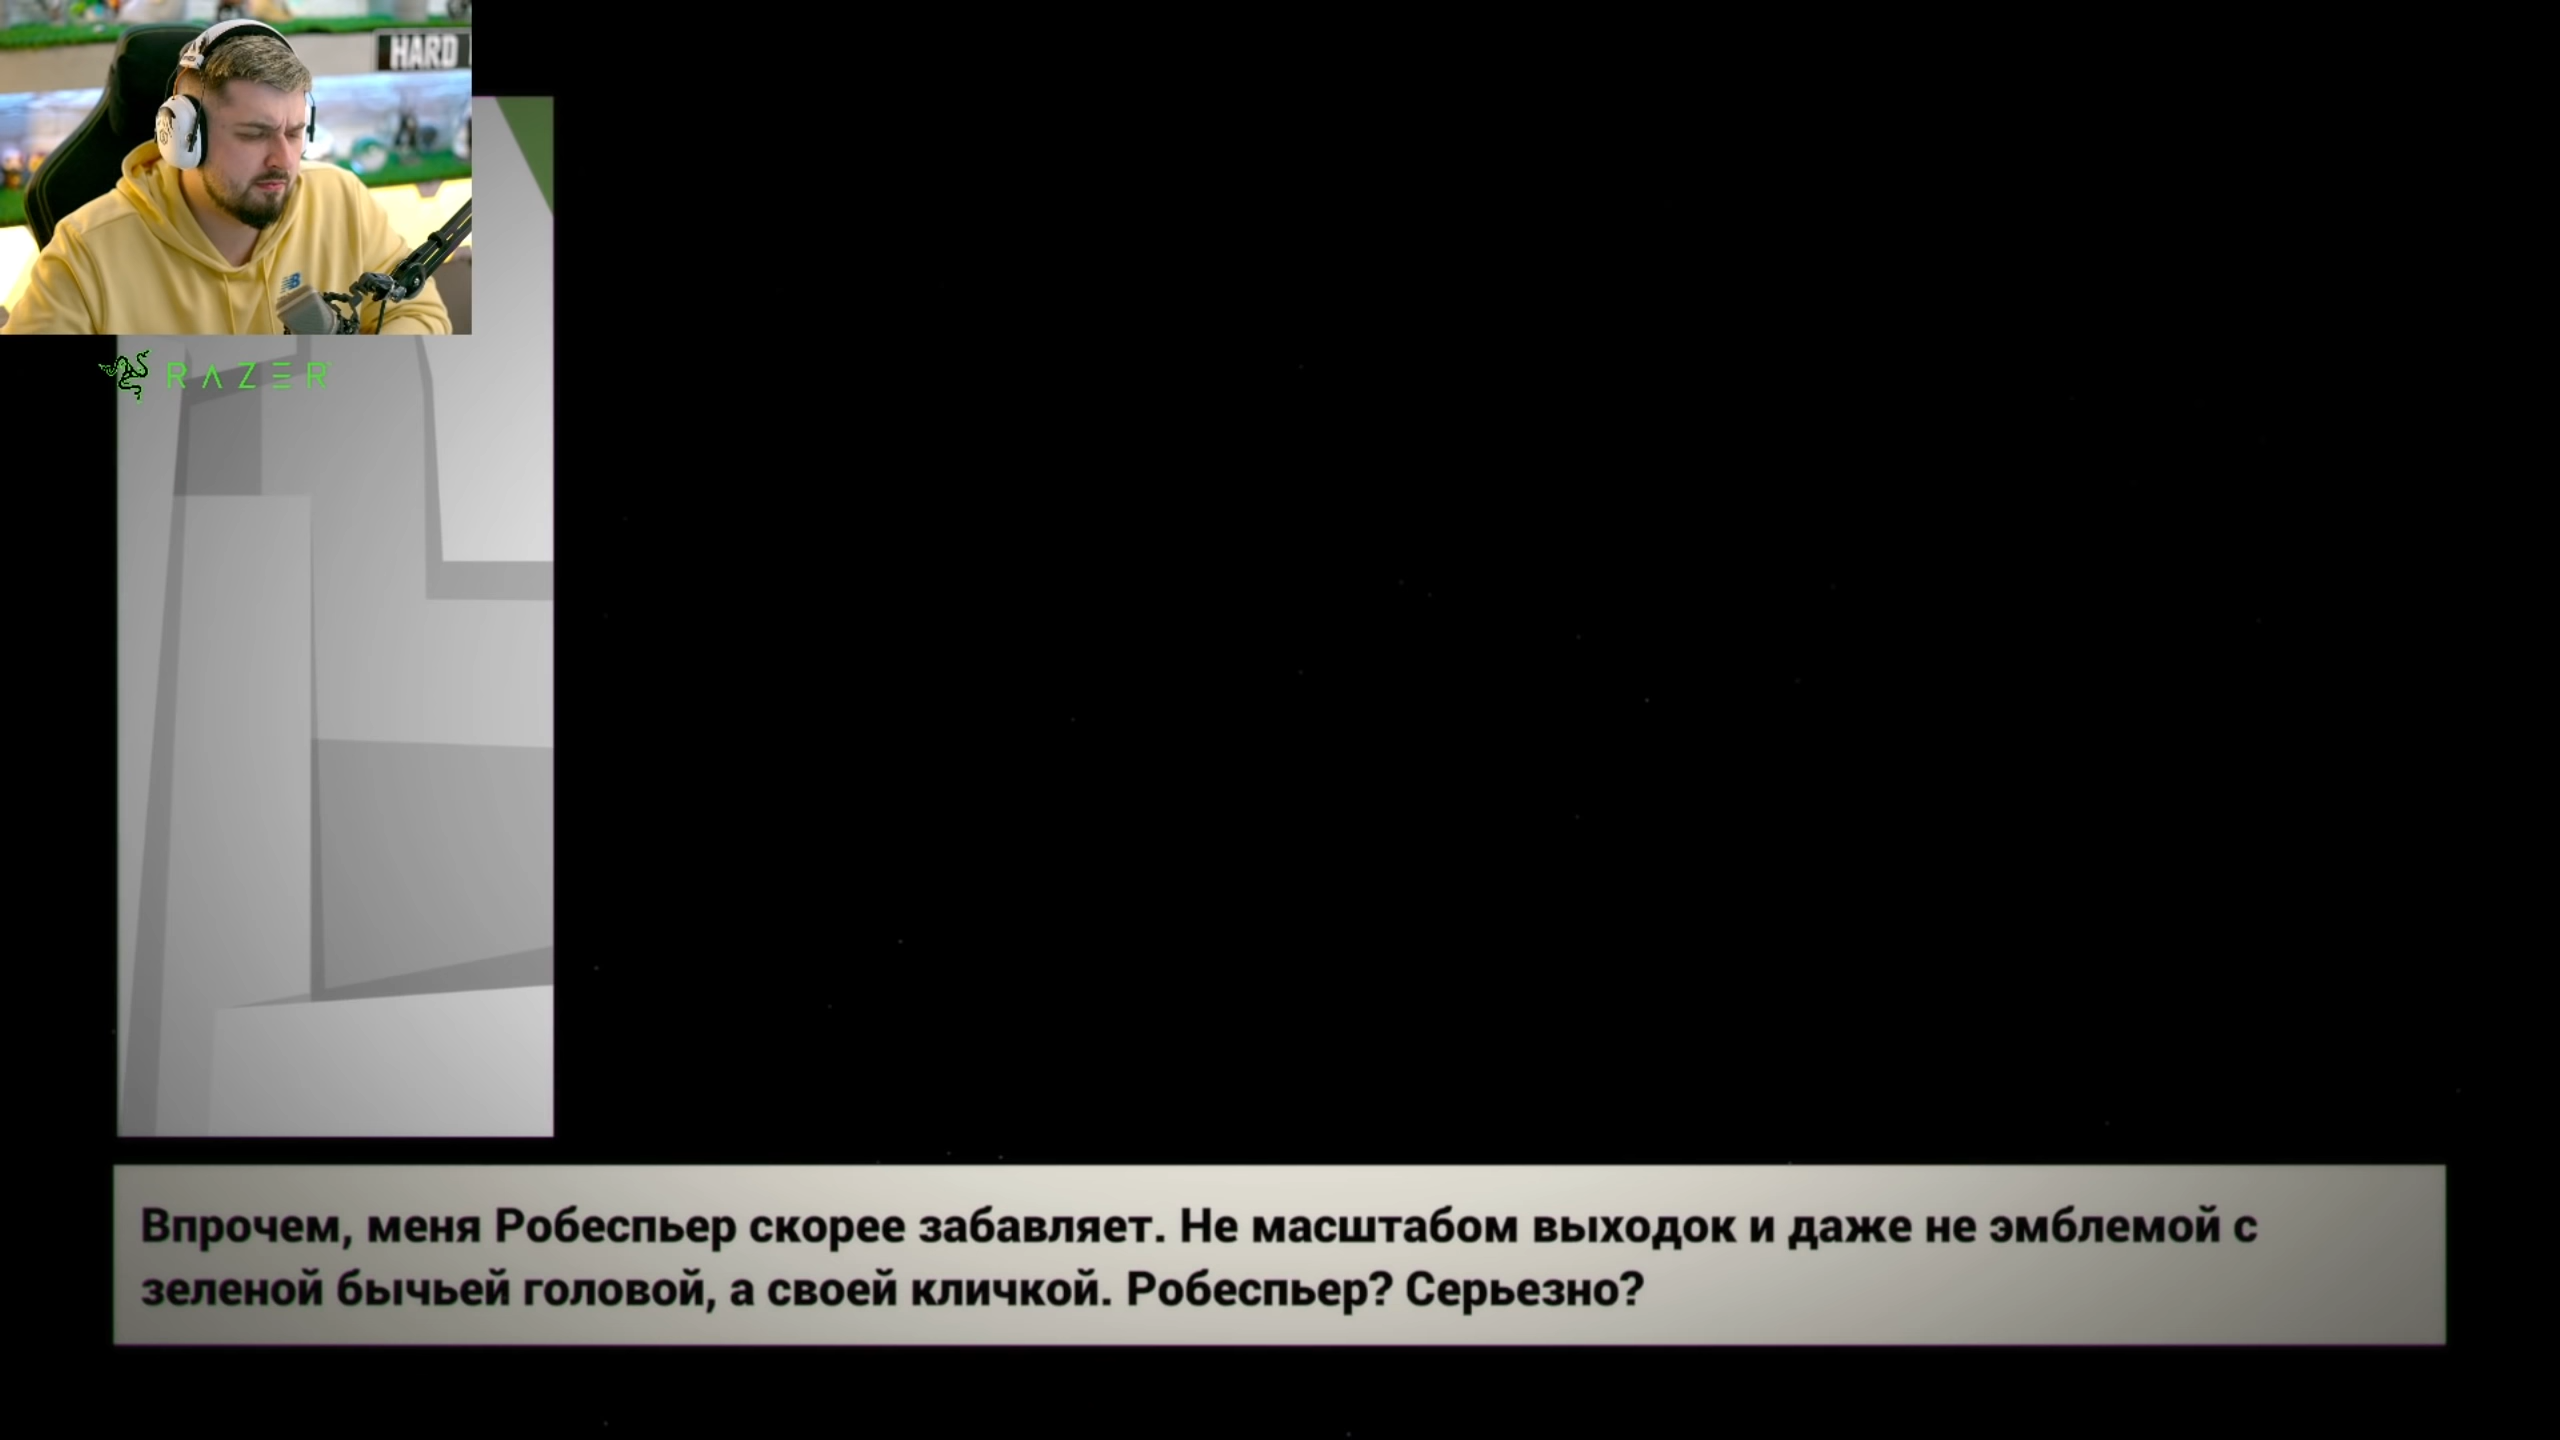 HARD
RAZER
Впрочем, меня Робеспьер скорее забавляет. Не масштабом выходок и даже не эмблемой с
зеленой бычьей головой, а своей кличкой. Робеспьер? Серьезно?